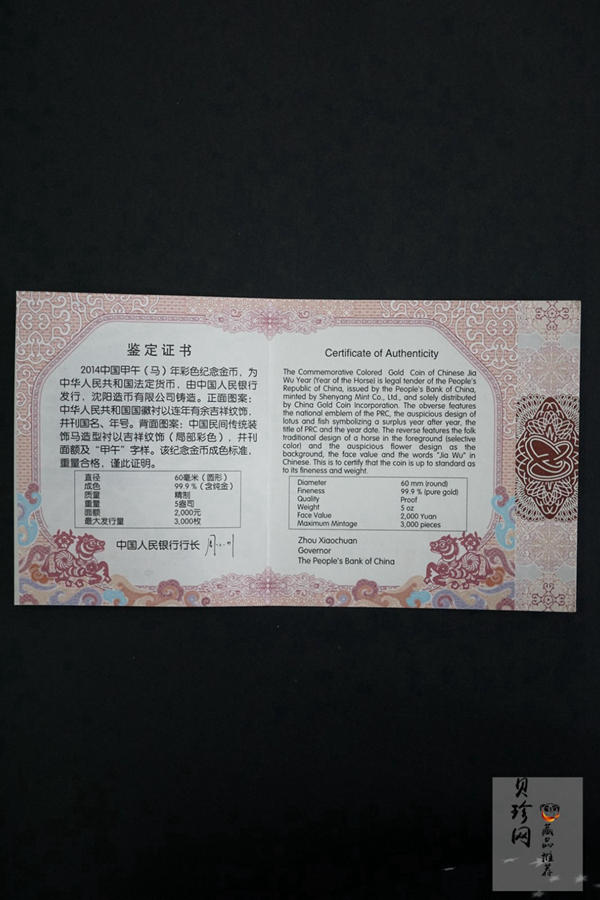 鉴定证书
2014中国甲午（马）年彩色纪念金币，为
中华人民共和国法定货币，由中国人民银行
发行，沈阳造币有限公司铸造。正面图案：
中华人民共和国国徽衬以连年有余吉祥纹饰，
并刊国名、年号。背面图案：中国民间传统装
饰马造型衬以吉祥纹饰（局部彩色），并刊
面额及“甲午”字样。该纪念金币成色标准，
重量合格，谨此证明。
直径 60毫米（圆形）
成色 99.9％（含纯金）
质量 精制
重量 5盎司
面额 2,000元
最大发行量 3,000枚
中国人民银行行长
Certificate of Authenticity
The Commemorative Colored Gold Coin of Chinese Jia
Wu Year (Year of the Horse) is legal tender of the People's
Republic of China, issued by the People's Bank of China,
minted by Shenyang Mint Co., Ltd., and solely distributed
by China Gold Coin Incorporation. The obverse features
the national emblem of the PRC, the auspicious design of
lotus and fish symbolizing a surplus year after year, the
title of PRC and the year date. The reverse features the folk
traditional design of a horse in the foreground (selective
color) and the auspicious flower design as the
background, the face value and the words "Jia Wu" in
Chinese. This is to certify that the coin is up to standard as
to its fineness and weight.
Diameter 60 mm (round)
Fineness 99.9 % (pure gold)
Quality Proof
Weight 5 oz
Face Value 2,000 Yuan
Maximum Mintage 3,000 pieces
Zhou Xiaochuan
Governor
The People's Bank of China
贝珍网
藏品推荐